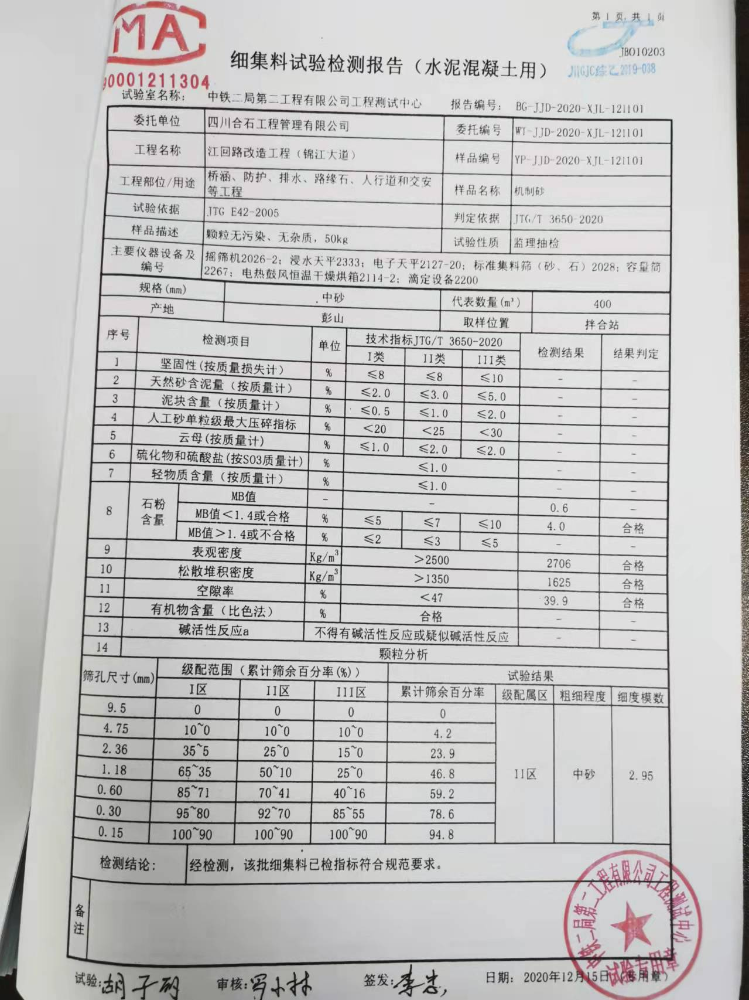 MA
90001211304
第 1 页, 共 1 页
JB010203
川GJC综乙2019-038
细集料试验检测报告（水泥混凝土用）
试验室名称： 中铁二局第二工程有限公司工程测试中心 报告编号： BG-JJD-2020-XJL-121101
委托单位 四川合石工程管理有限公司 委托编号 WT-JJD-2020-XJL-121101
工程名称 江回路改造工程（锦江大道） 样品编号 YP-JJD-2020-XJL-121101
工程部位/用途 桥涵、防护、排水、路缘石、人行道和交安等工程 样品名称 机制砂
试验依据 JTG E42-2005 判定依据 JTG/T 3650-2020
样品描述 颗粒无污染、无杂质，50kg 试验性质 监理抽检
主要仪器设备及编号 摇筛机2026-2；浸水天平2333；电子天平2127-20；标准集料筛（砂、石）2028；容量筒
2267；电热鼓风恒温干燥烘箱2114-2；滴定设备2200
规格(mm) 中砂 代表数量(m³) 400
产地 彭山 取样位置 拌合站
序号 检测项目 单位 技术指标JTG/T 3650-2020 检测结果 结果判定
I类 II类 III类
1 坚固性(按质量损失计) % ≤8 ≤8 ≤10 - -
2 天然砂含泥量（按质量计） % ≤2.0 ≤3.0 ≤5.0 - -
3 泥块含量（按质量计） % ≤0.5 ≤1.0 ≤2.0 - -
4 人工砂单粒级最大压碎指标 % <20 <25 <30 - -
5 云母(按质量计) % ≤1.0 ≤2.0 ≤2.0 - -
6 硫化物和硫酸盐(按SO3质量计) % ≤1.0 - -
7 轻物质含量（按质量计） % ≤1.0 - -
8 石粉含量 MB值 - - 0.6 -
MB值＜1.4或合格 % ≤5 ≤7 ≤10 4.0 合格
MB值＞1.4或不合格 % ≤2 ≤3 ≤5 - -
9 表观密度 Kg/m³ >2500 2706 合格
10 松散堆积密度 Kg/m³ >1350 1625 合格
11 空隙率 % <47 39.9 合格
12 有机物含量（比色法） % 合格 - -
13 碱活性反应a 不得有碱活性反应或疑似碱活性反应 - -
14 颗粒分析
筛孔尺寸(mm) 级配范围（累计筛余百分率(%)） 试验结果
I区 II区 III区 累计筛余百分率 级配属区 粗细程度 细度模数
9.5 0 0 0 0
4.75 10~0 10~0 10~0 4.2
2.36 35~5 25~0 15~0 23.9
1.18 65~35 50~10 25~0 46.8 II区 中砂 2.95
0.60 85~71 70~41 40~16 59.2
0.30 95~80 92~70 85~55 78.6
0.15 100~90 100~90 100~90 94.8
检测结论: 经检测，该批细集料已检指标符合规范要求。
备注
中铁二局第二工程有限公司工程测试中心
试验专用章
试验: 审核:罗小林 签发:李忠 日期: 2020年12月15日（专用章）